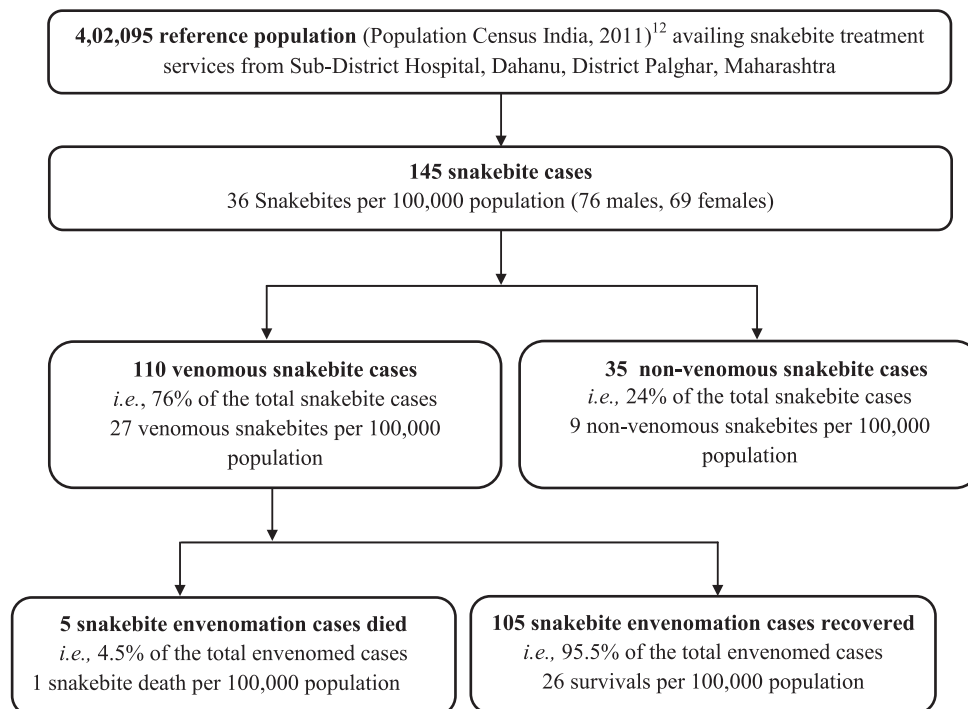 4,02,095 reference population (Population Census India, 2011)12 availing snakebite treatment
services from Sub-District Hospital, Dahanu, District Palghar, Maharashtra
145 snakebite cases
36 Snakebites per 100,000 population (76 males, 69 females)
110 venomous snakebite cases
i.e., 76% of the total snakebite cases
27 venomous snakebites per 100,000
population
35 non-venomous snakebite cases
i.e., 24% of the total snakebite cases
9 non-venomous snakebites per 100,000
population
5 snakebite envenomation cases died
i.e., 4.5% of the total envenomed cases
1 snakebite death per 100,000 population
105 snakebite envenomation cases recovered
i.e., 95.5% of the total envenomed cases
26 survivals per 100,000 population